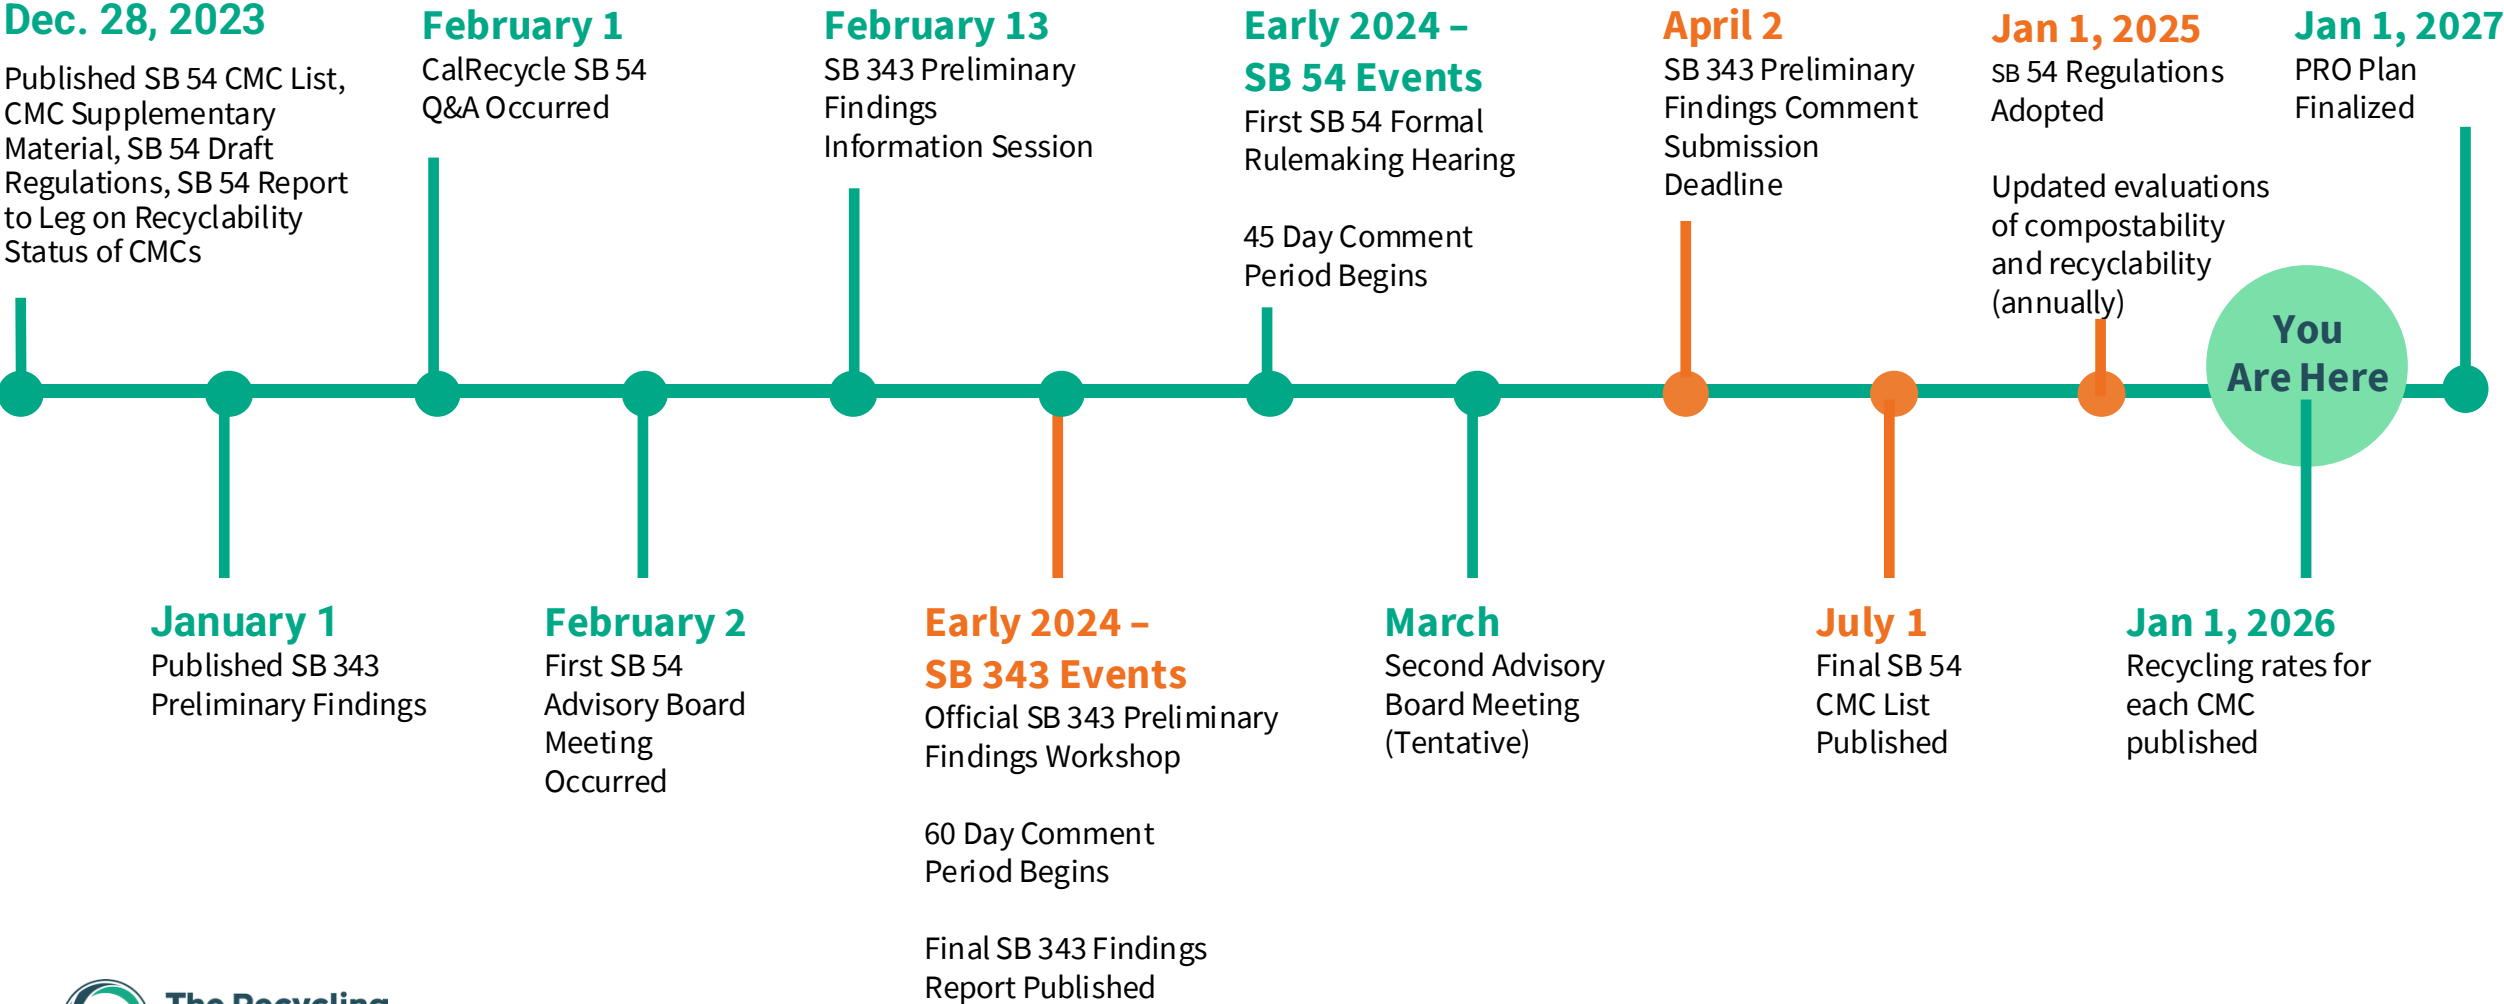 Dec. 28, 2023
Published SB 54 CMC List,
CMC Supplementary
Material, SB 54 Draft
Regulations, SB 54 Report
to Leg on Recyclability
Status of CMCs
February 1
CalRecycle SB 54
Q&A Occurred
February 13
SB 343 Preliminary
Findings
Information Session
Early 2024 –
SB 54 Events
First SB 54 Formal
Rulemaking Hearing
45 Day Comment
Period Begins
April 2
SB 343 Preliminary
Findings Comment
Submission
Deadline
Jan 1, 2025
SB 54 Regulations
Adopted
Updated evaluations
of compostability
and recyclability
(annually)
Jan 1, 2027
PRO Plan
Finalized
You
Are Here
January 1
Published SB 343
Preliminary Findings
February 2
First SB 54
Advisory Board
Meeting
Occurred
Early 2024 –
SB 343 Events
Official SB 343 Preliminary
Findings Workshop
60 Day Comment
Period Begins
Final SB 343 Findings
Report Published
March
Second Advisory
Board Meeting
(Tentative)
July 1
Final SB 54
CMC List
Published
Jan 1, 2026
Recycling rates for
each CMC
published
The Recycling